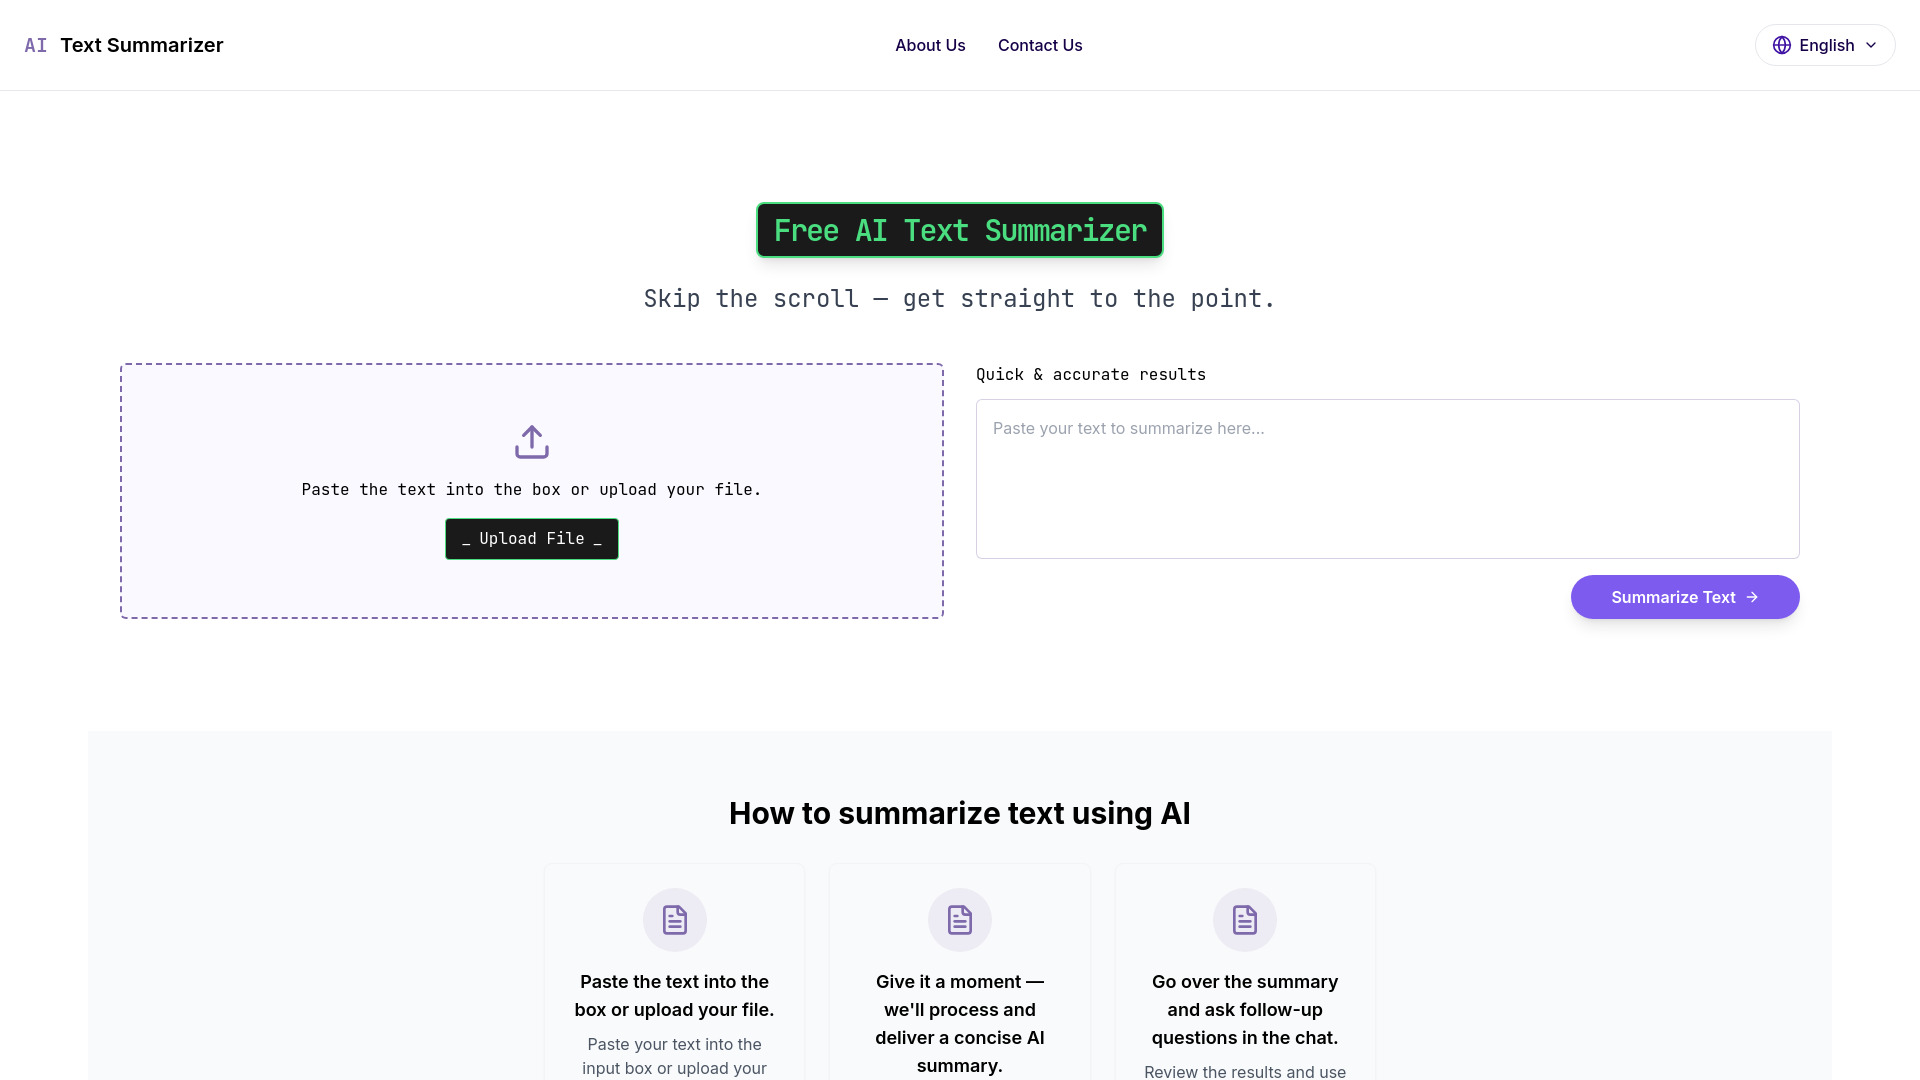 AI Text Summarizer
About Us
Contact Us
English
Free AI Text Summarizer
Skip the scroll — get straight to the point.
Paste the text into the box or upload your file.
_ Upload File _
Quick & accurate results
Paste your text to summarize here...
Summarize Text
How to summarize text using AI
Paste the text into the
box or upload your file.
Paste your text into the
input box or upload your
Give it a moment —
we'll process and
deliver a concise AI
summary.
Go over the summary
and ask follow-up
questions in the chat.
Review the results and use